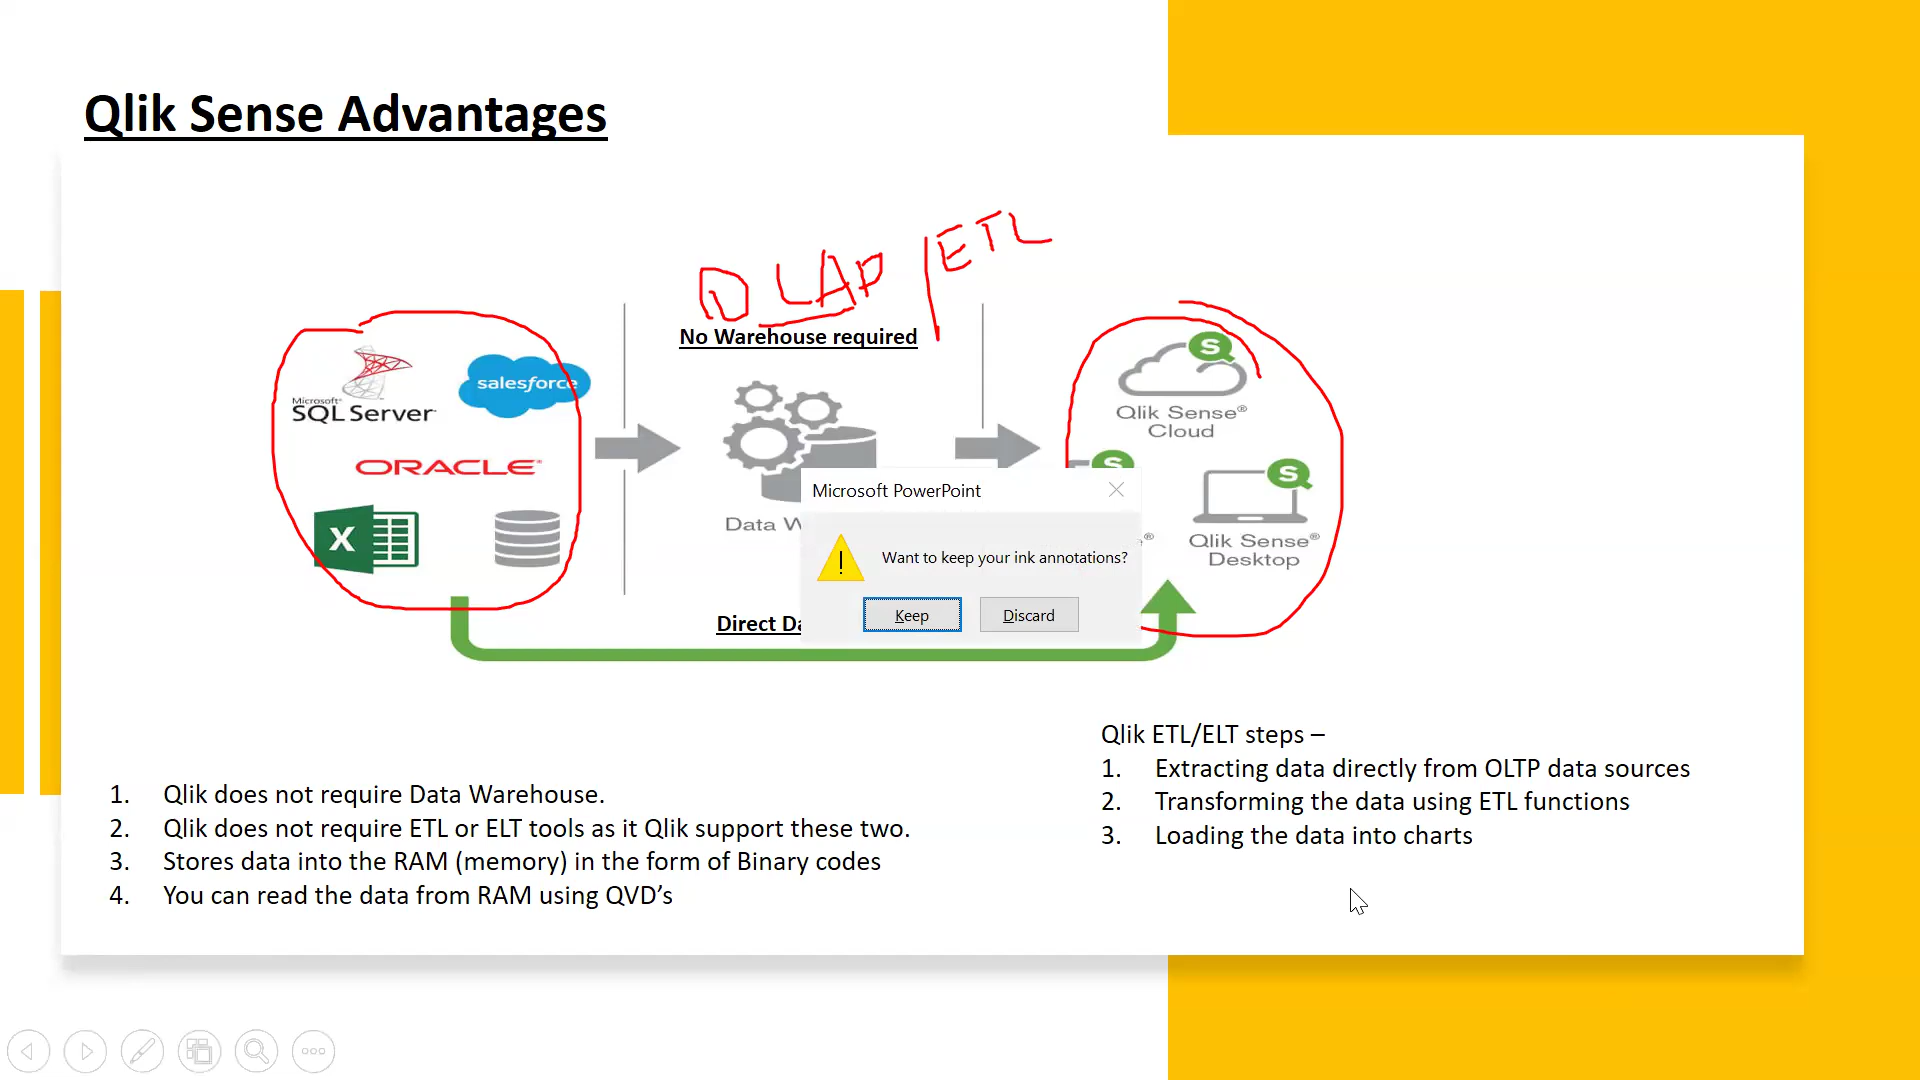 Qlik Sense Advantages
OLAP / ETL
No Warehouse required
Microsoft®
SQL Server
salesforce
ORACLE
X
Data W
Direct Da
S
Qlik Sense®
Cloud
S
S
Qlik Sense®
Desktop
Microsoft PowerPoint
Want to keep your ink annotations?
Keep
Discard
1. Qlik does not require Data Warehouse.
2. Qlik does not require ETL or ELT tools as it Qlik support these two.
3. Stores data into the RAM (memory) in the form of Binary codes
4. You can read the data from RAM using QVD’s
Qlik ETL/ELT steps –
1. Extracting data directly from OLTP data sources
2. Transforming the data using ETL functions
3. Loading the data into charts